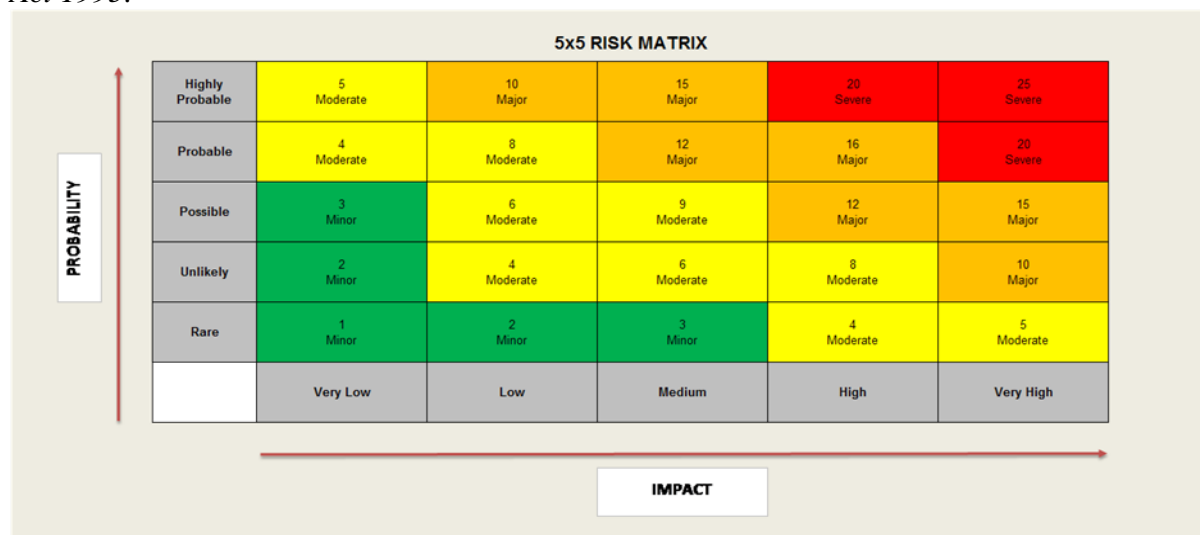 Act 1995.
5x5 RISK MATRIX
Highly
Probable
5
Moderate
10
Major
15
Major
20
Severe
25
Severe
Probable
4
Moderate
8
Moderate
12
Major
16
Major
20
Severe
Possible
3
Minor
6
Moderate
9
Moderate
12
Major
15
Major
Unlikely
2
Minor
4
Moderate
6
Moderate
8
Moderate
10
Major
Rare
1
Minor
2
Minor
3
Minor
4
Moderate
5
Moderate
Very Low
Low
Medium
High
Very High
PROBABILITY
IMPACT